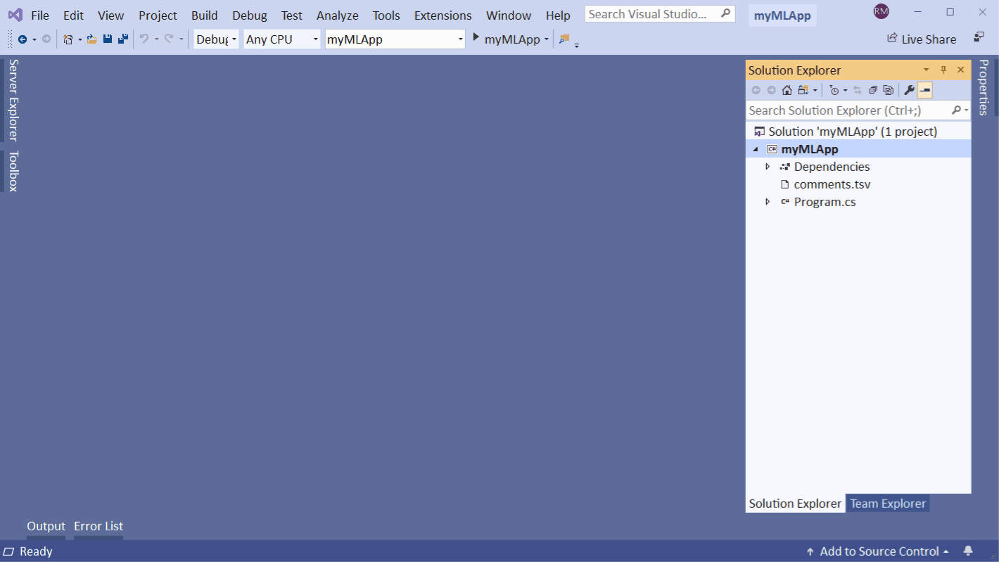 File Edit View Project Build Debug Test Analyze Tools Extensions Window Help Search Visual Studio... myMLApp RM
Debug Any CPU myMLApp myMLApp Live Share
Server Explorer
Toolbox
Solution Explorer
Search Solution Explorer (Ctrl+;)
Solution 'myMLApp' (1 project)
C# myMLApp
Dependencies
comments.tsv
C# Program.cs
Solution Explorer Team Explorer
Properties
Output Error List
Ready Add to Source Control